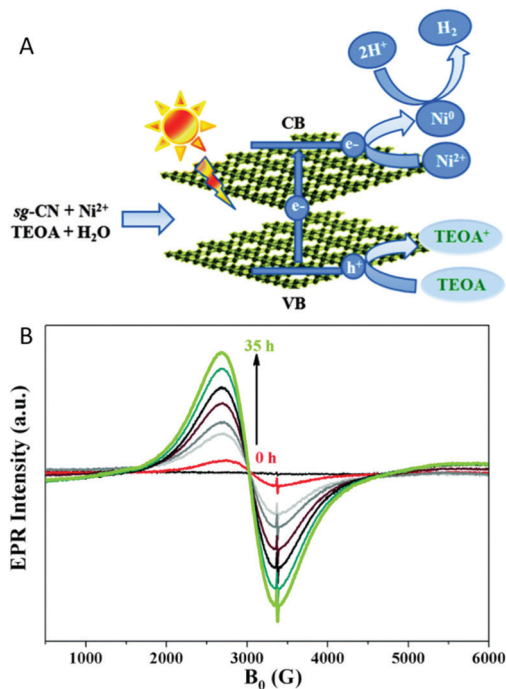 A
H₂
2H⁺
Ni⁰
CB
e-
Ni²⁺
sg-CN + Ni²⁺
TEOA + H₂O
e-
TEOA⁺
h⁺
TEOA
VB
B
35 h
0 h
EPR Intensity (a.u.)
1000 2000 3000 4000 5000 6000
B₀ (G)